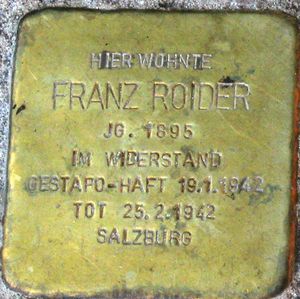 HIER WOHNTE
FRANZ ROIDER
JG. 1895
IM WIDERSTAND
GESTAPO-HAFT 19.1.1942
TOT 25.2.1942
SALZBURG